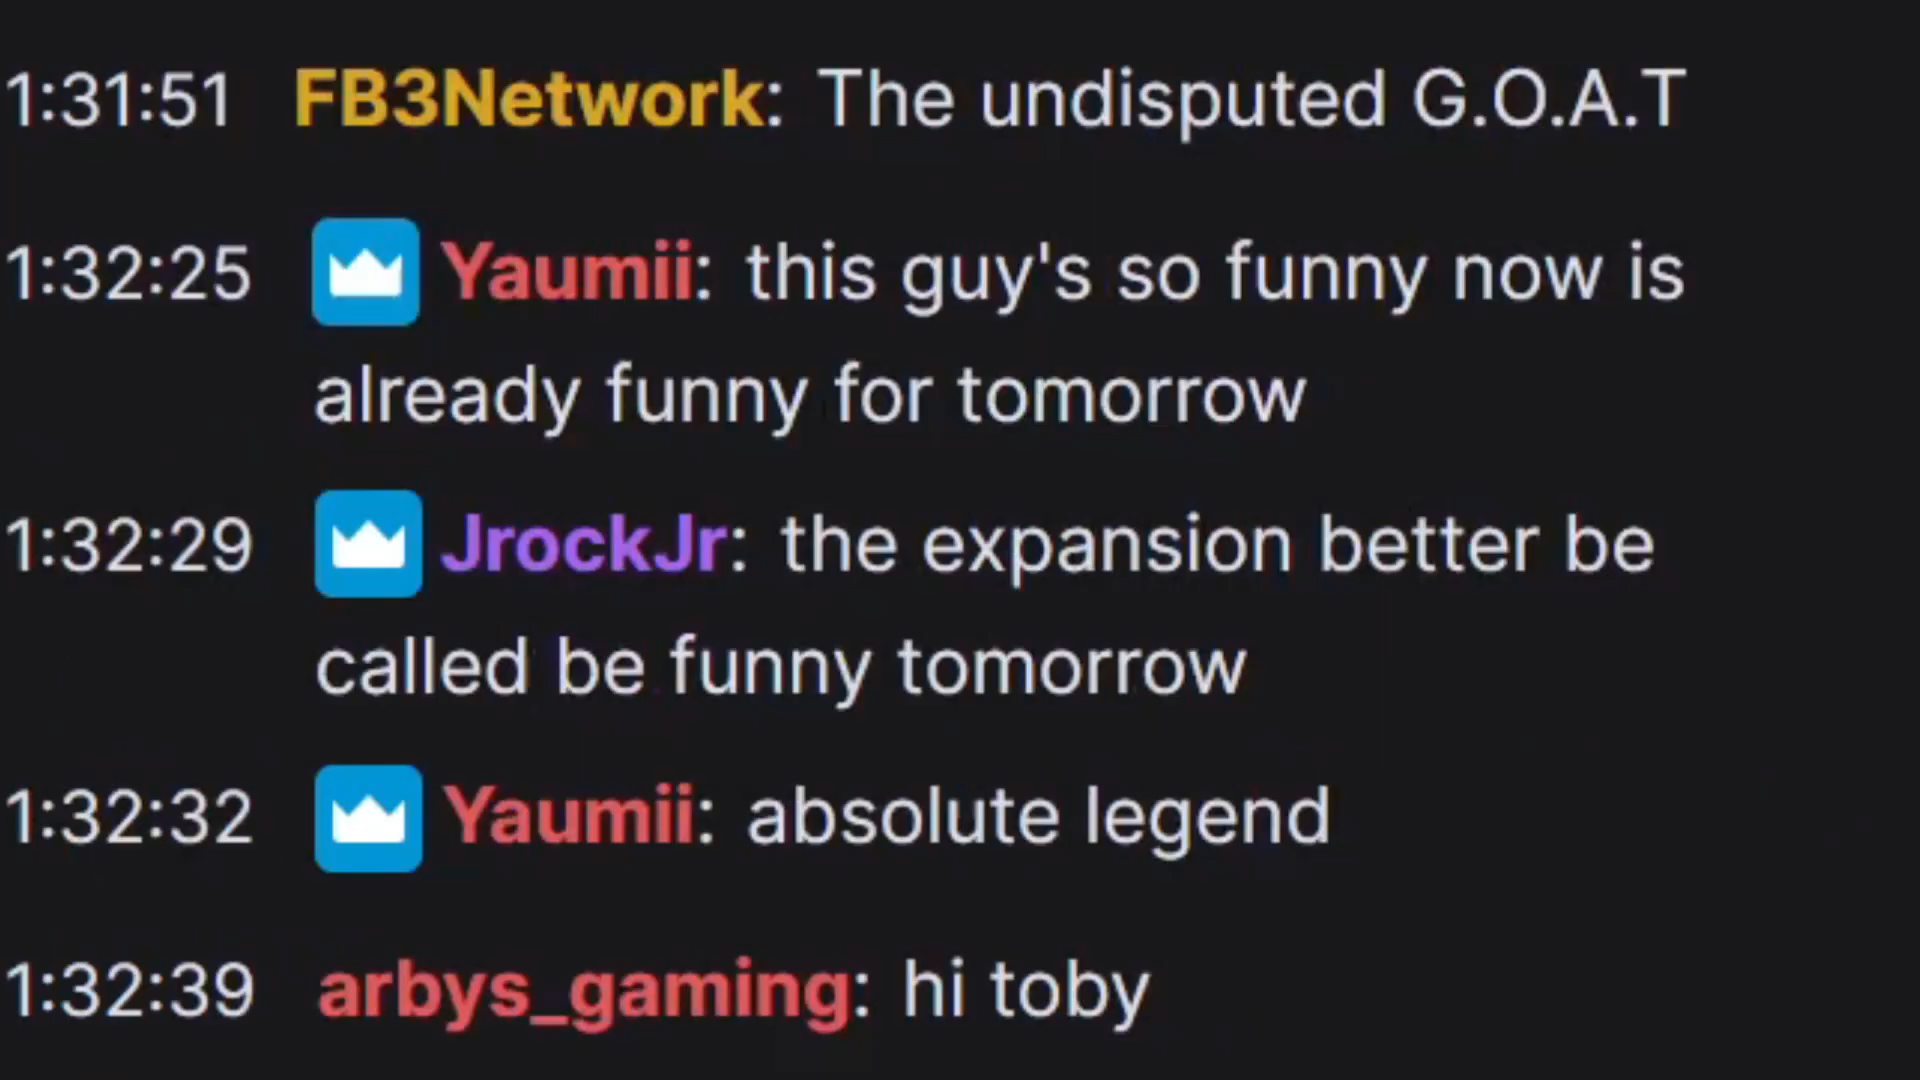 1:31:51 FB3Network: The undisputed G.O.A.T
1:32:25 Yaumii: this guy's so funny now is
already funny for tomorrow
1:32:29 JrockJr: the expansion better be
called be funny tomorrow
1:32:32 Yaumii: absolute legend
1:32:39 arbys_gaming: hi toby